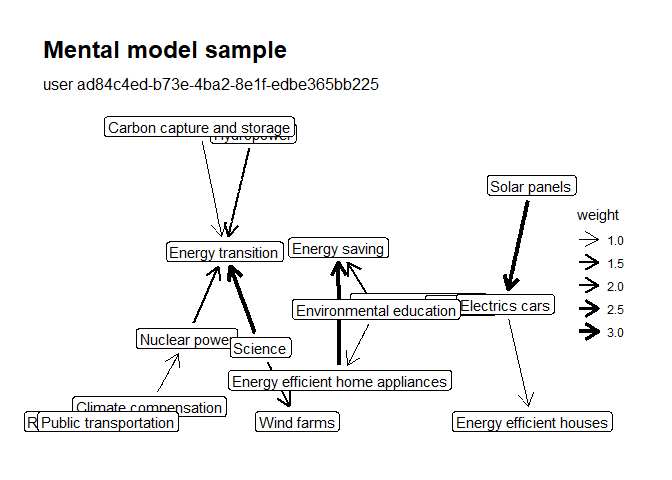 Mental model sample
user ad84c4ed-b73e-4ba2-8e1f-edbe365bb225
Carbon capture and storage
Hydropower
Solar panels
weight
1.0
1.5
2.0
2.5
3.0
Energy transition
Energy saving
Environmental education
Electrics cars
Nuclear power
Science
Energy efficient home appliances
Climate compensation
Public transportation
Wind farms
Energy efficient houses